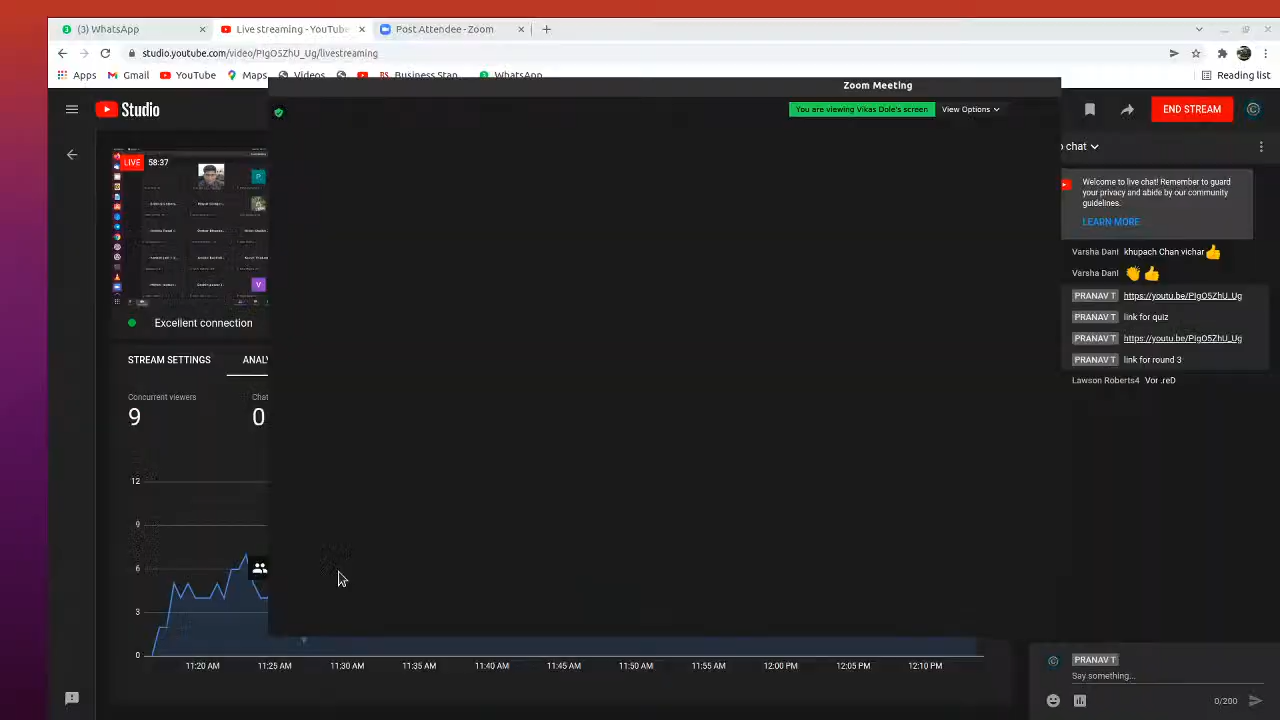 (3) WhatsApp
Live streaming - YouTube
Post Attendee - Zoom
studio.youtube.com/video/PIgO5ZhU_Ug/livestreaming
Apps
Gmail
YouTube
Maps
Videos
Business Stan
WhatsApp
Reading list
Zoom Meeting
Studio
You are viewing Vikas Dole's screen
View Options
END STREAM
LIVE 58:37
P
V
chat
Welcome to live chat! Remember to guard
your privacy and abide by our community
guidelines.
LEARN MORE
Varsha Dani khupach Chan vichar👍
Varsha Dani 👏👍
PRANAV T https://youtu.be/PIgO5ZhU_Ug
PRANAV T link for quiz
PRANAV T https://youtu.be/PIgO5ZhU_Ug
PRANAV T link for round 3
Lawson Roberts4 Vor .reD
Excellent connection
STREAM SETTINGS
ANALY
Concurrent viewers
9
Cha
0
12
9
6
3
0
11:20 AM 11:25 AM 11:30 AM 11:35 AM 11:40 AM 11:45 AM 11:50 AM 11:55 AM 12:00 PM 12:05 PM 12:10 PM
PRANAV T
Say something...
0/200